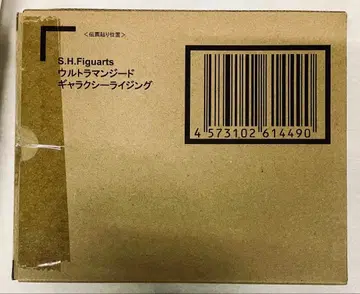 <伝票貼り位置>
S.H.Figuarts
ウルトラマンジード
ギャラクシーライジング
4 573102 614490